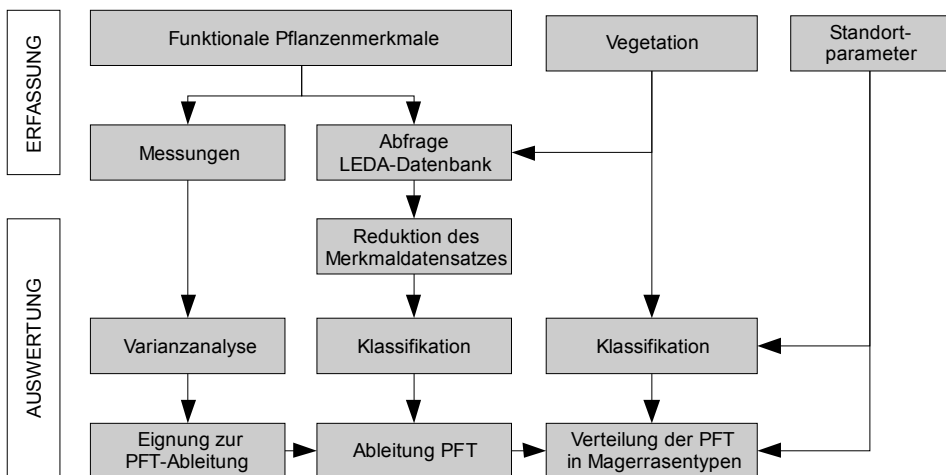 ERFASSUNG
Funktionale Pflanzenmerkmale
Vegetation
Standort-
parameter
Messungen
Abfrage
LEDA-Datenbank
AUSWERTUNG
Reduktion des
Merkmaldatensatzes
Varianzanalyse
Klassifikation
Klassifikation
Eignung zur
PFT-Ableitung
Ableitung PFT
Verteilung der PFT
in Magerrasentypen